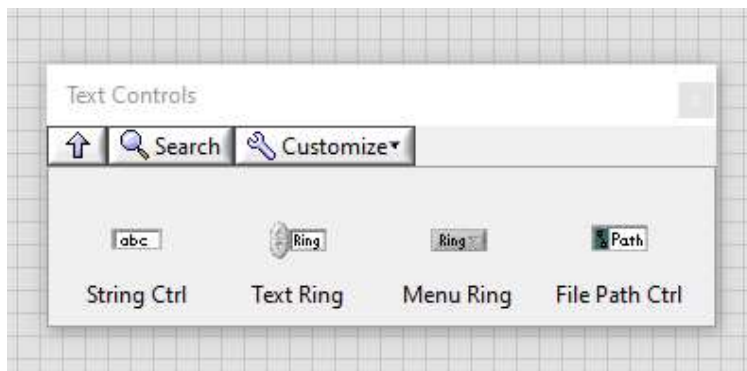 Text Controls
Search Customize
abc Ring Ring Path
String Ctrl Text Ring Menu Ring File Path Ctrl